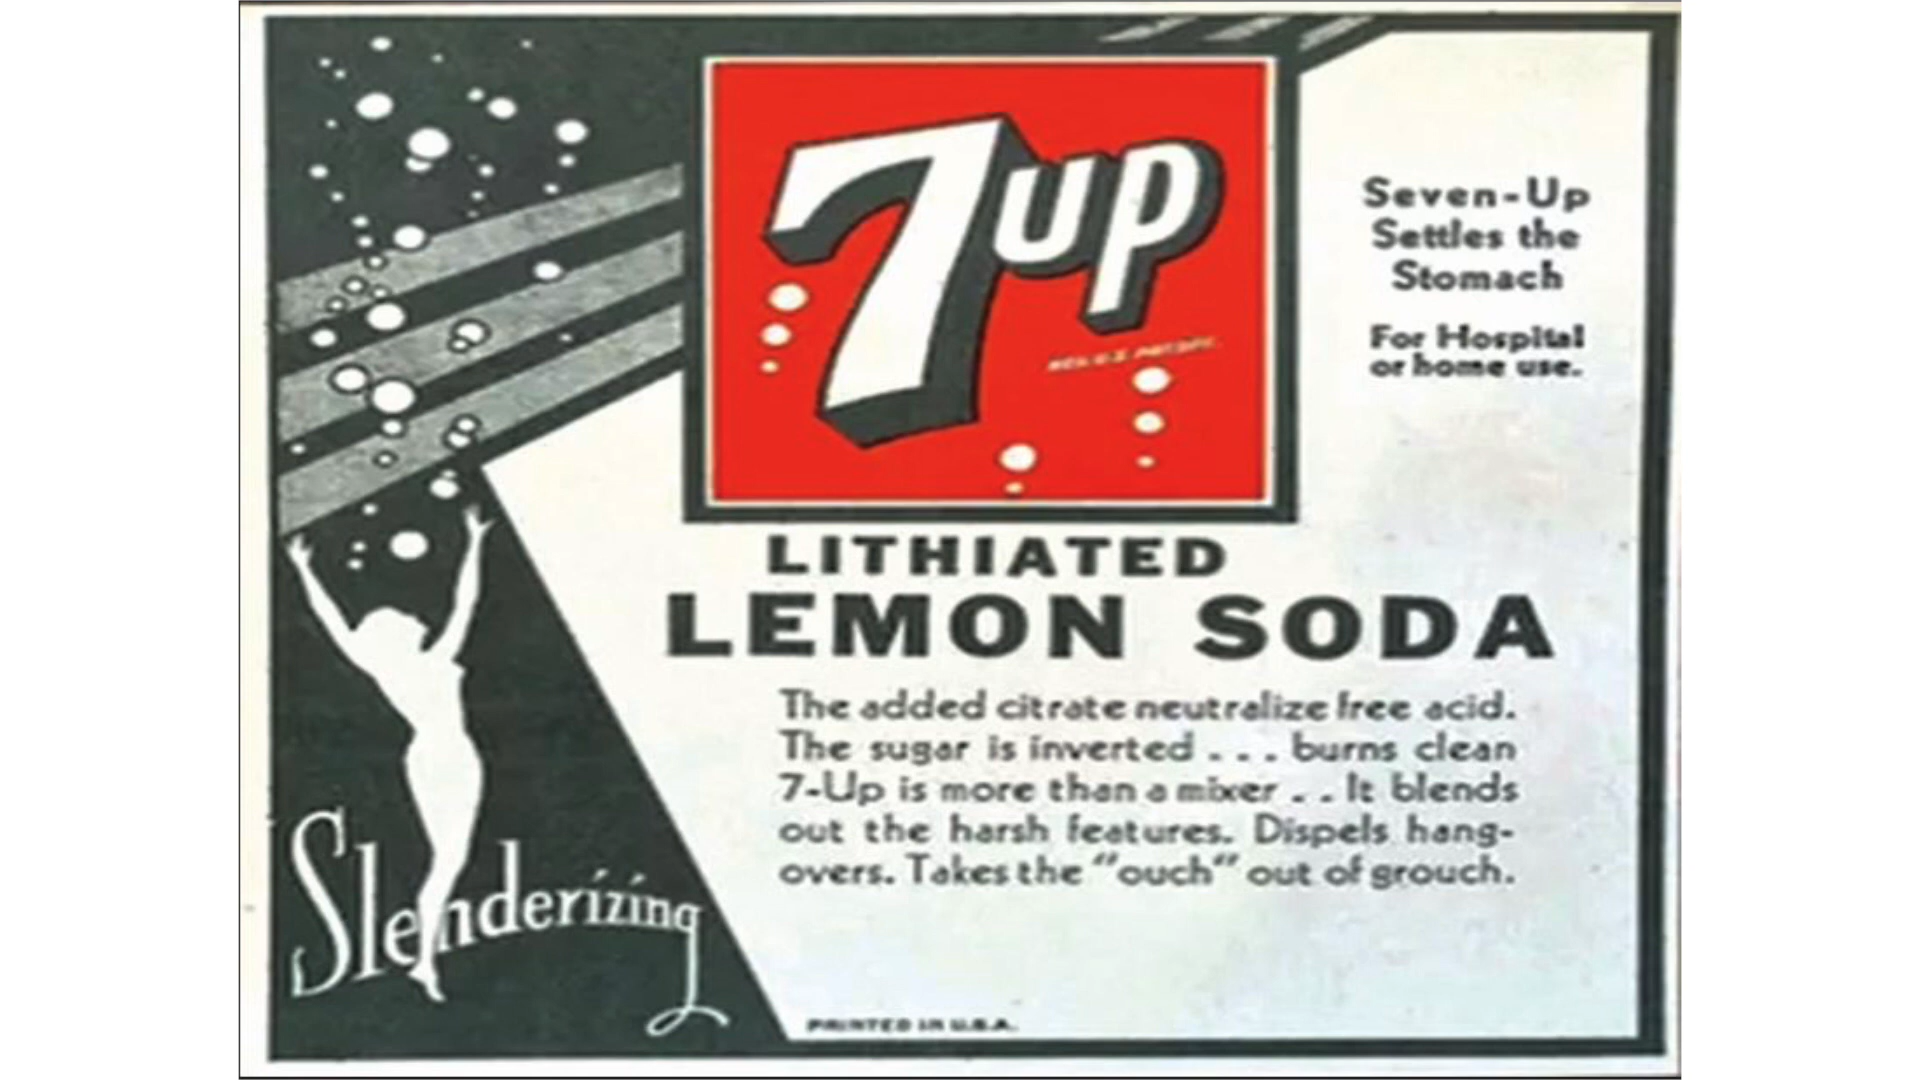 7up
Seven-Up
Settles the
Stomach
For Hospital
or home use.
LITHIATED
LEMON SODA
The added citrate neutralize free acid.
The sugar is inverted . . . burns clean
7-Up is more than a mixer . . It blends
out the harsh features. Dispels hang-
overs. Takes the “ouch” out of grouch.
Slenderizing
PRINTED IN U.S.A.